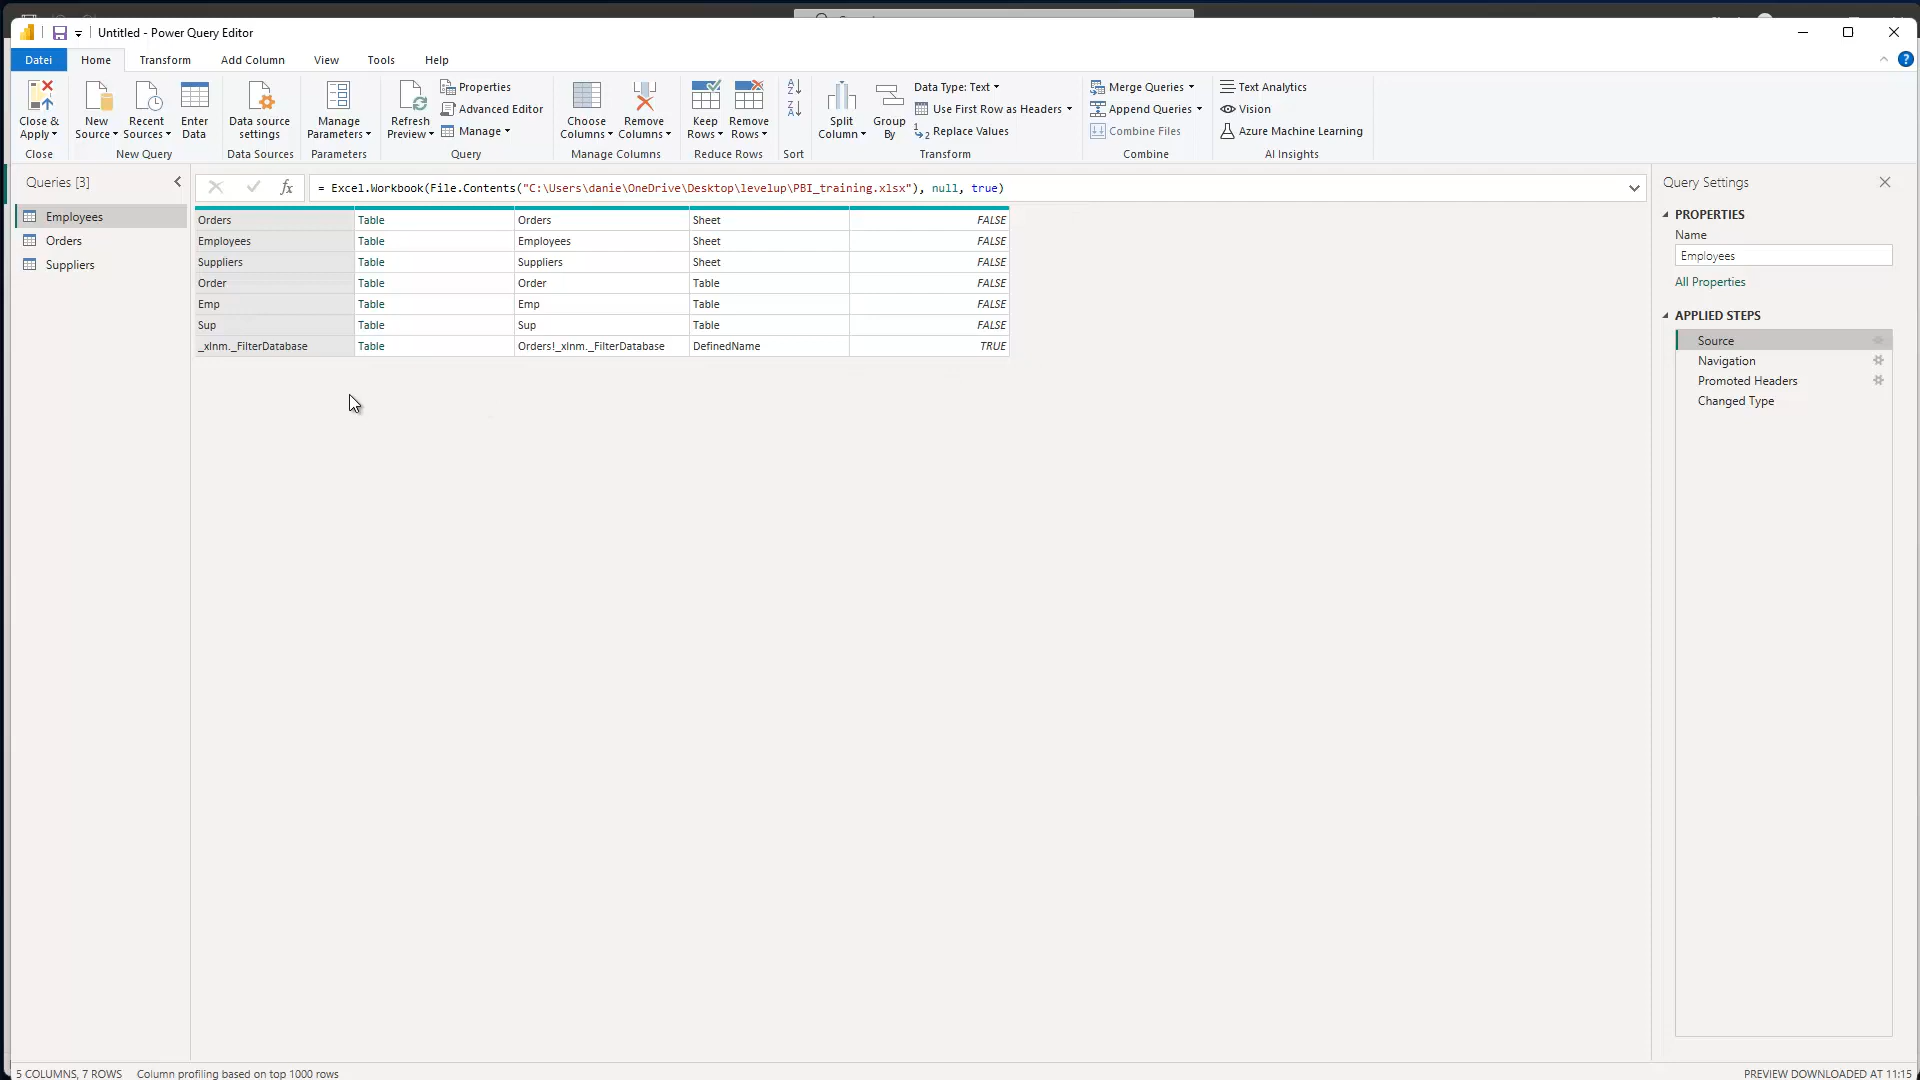 Untitled - Power Query Editor
Datei Home Transform Add Column View Tools Help
Close & Apply
New Source
Recent Sources
Enter Data
Data source settings
Manage Parameters
Refresh Preview
Properties
Advanced Editor
Manage
Choose Columns
Remove Columns
Keep Rows
Remove Rows
Split Column
Group By
Data Type: Text
Use First Row as Headers
Replace Values
Merge Queries
Append Queries
Combine Files
Text Analytics
Vision
Azure Machine Learning
Close New Query Data Sources Parameters Query Manage Columns Reduce Rows Sort Transform Combine AI Insights
Queries [3]
Employees
Orders
Suppliers
fx = Excel.Workbook(File.Contents("C:\Users\danie\OneDrive\Desktop\levelup\PBI_training.xlsx"), null, true)
Orders Table Orders Sheet FALSE
Employees Table Employees Sheet FALSE
Suppliers Table Suppliers Sheet FALSE
Order Table Order Table FALSE
Emp Table Emp Table FALSE
Sup Table Sup Table FALSE
_xlnm._FilterDatabase Table Orders!_xlnm._FilterDatabase DefinedName TRUE
Query Settings
PROPERTIES
Name
Employees
All Properties
APPLIED STEPS
Source
Navigation
Promoted Headers
Changed Type
5 COLUMNS, 7 ROWS Column profiling based on top 1000 rows
PREVIEW DOWNLOADED AT 11:15